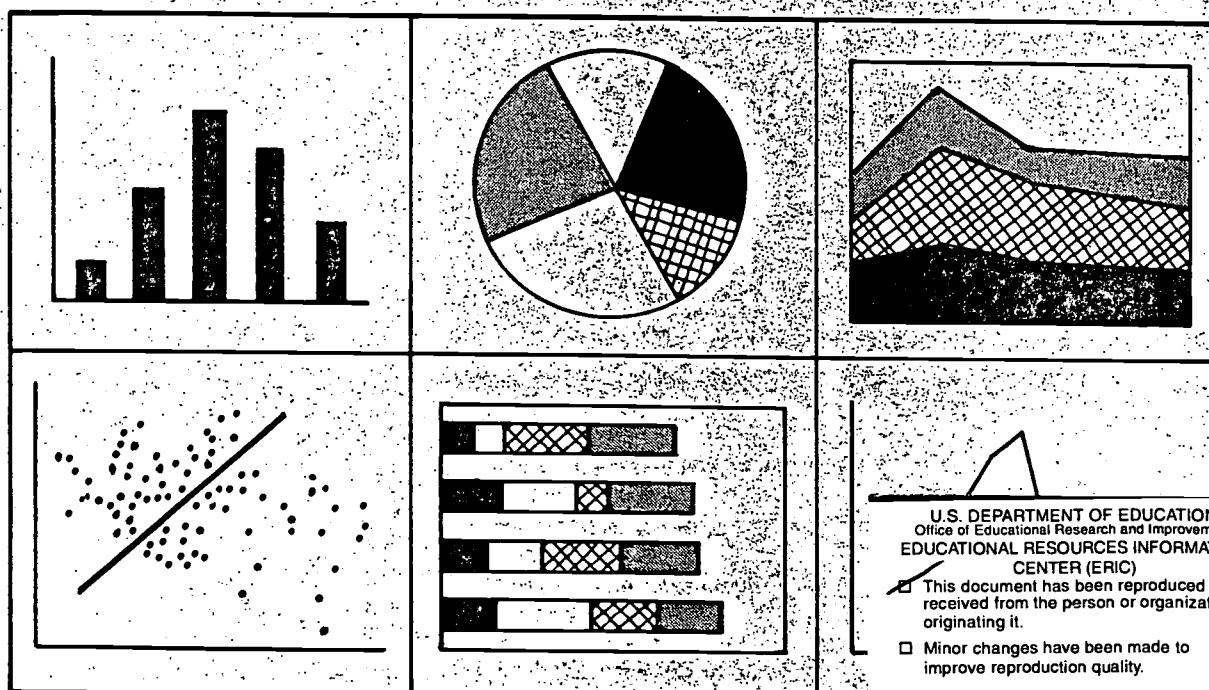 U.S. DEPARTMENT OF EDUCATION
Office of Educational Research and Improvem
EDUCATIONAL RESOURCES INFORMAT
CENTER (ERIC)
☐ This document has been reproduced
received from the person or organizat
originating it.
☐ Minor changes have been made to
improve reproduction quality.